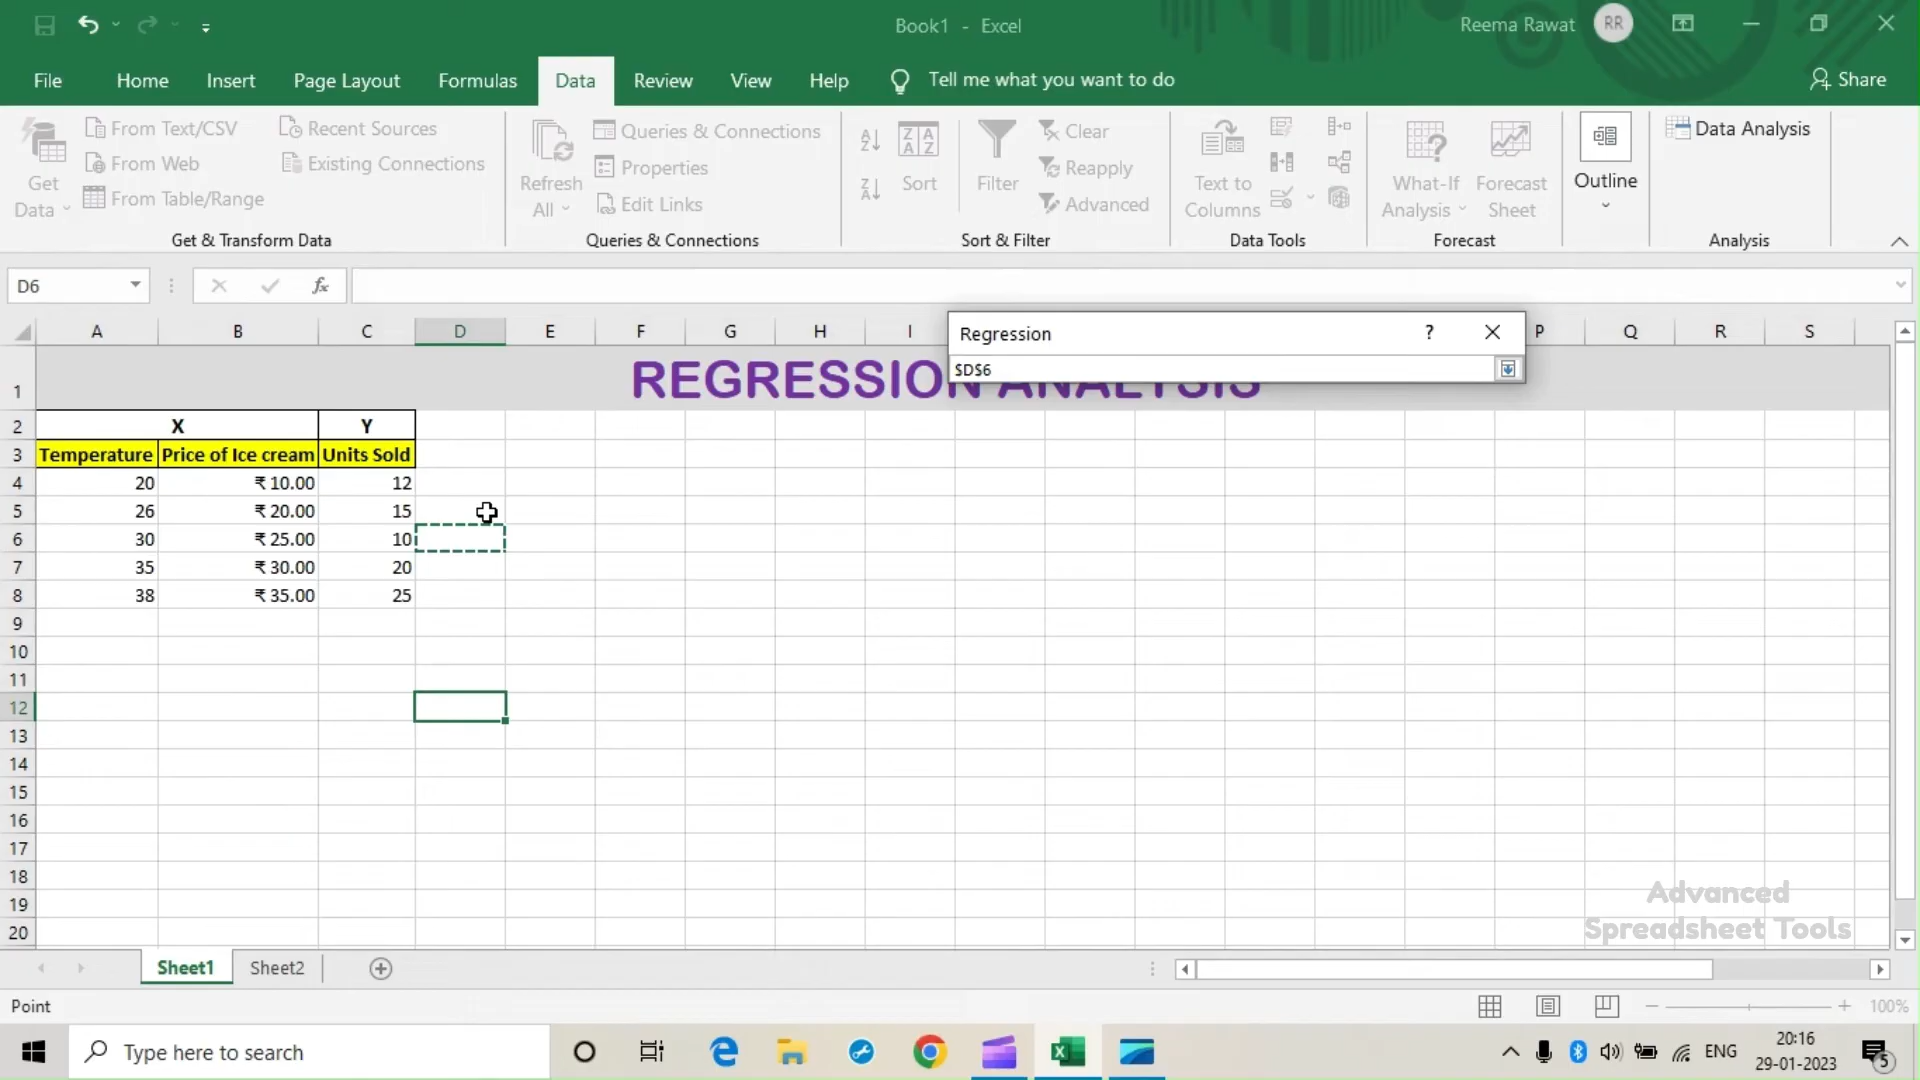 Book1 - Excel
Reema Rawat RR
File Home Insert Page Layout Formulas Data Review View Help Tell me what you want to do Share
Get Data
From Text/CSV
From Web
From Table/Range
Recent Sources
Existing Connections
Get & Transform Data
Refresh All
Queries & Connections
Properties
Edit Links
Queries & Connections
Sort
Filter
Clear
Reapply
Advanced
Sort & Filter
Text to Columns
Data Tools
What-If Analysis
Forecast Sheet
Forecast
Outline
Data Analysis
Analysis
D6 fx
Regression ?
$D$6
A B C D E F G H I P Q R S
1 REGRESSION ANALYSIS
2 X Y
3 Temperature Price of Ice cream Units Sold
4 20 ₹ 10.00 12
5 26 ₹ 20.00 15
6 30 ₹ 25.00 10
7 35 ₹ 30.00 20
8 38 ₹ 35.00 25
9
10
11
12
13
14
15
16
17
18
19
20
Advanced
Spreadsheet Tools
Sheet1 Sheet2
Point 100%
Type here to search
ENG
20:16
29-01-2023
5